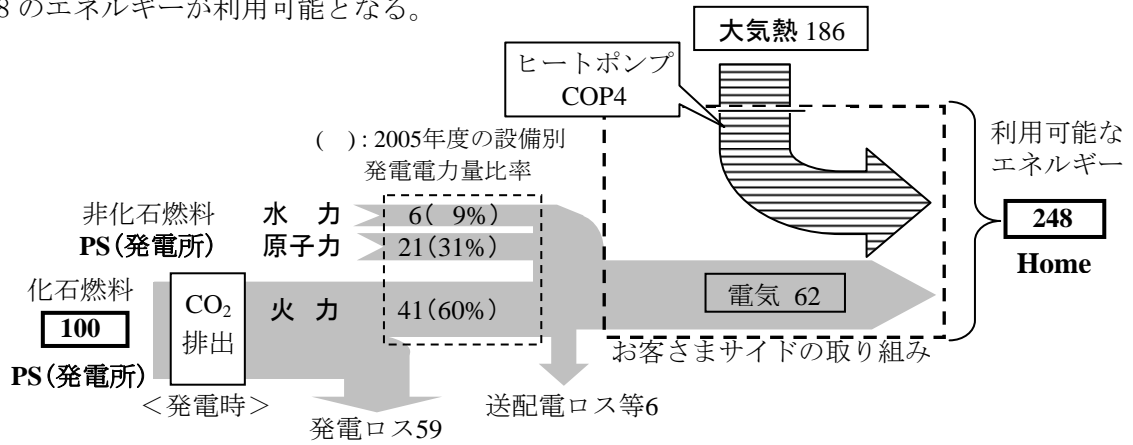 8 のエネルギーが利用可能となる。
大気熱 186
ヒートポンプ
COP4
( ) : 2005年度の設備別
発電電力量比率
利用可能な
エネルギー
248
Home
非化石燃料
PS(発電所)
水 力
6( 9%)
原子力
21(31%)
化石燃料
100
PS(発電所)
CO₂
排出
火 力
41(60%)
電気 62
お客さまサイドの取り組み
＜発電時＞
発電ロス59
送配電ロス等6